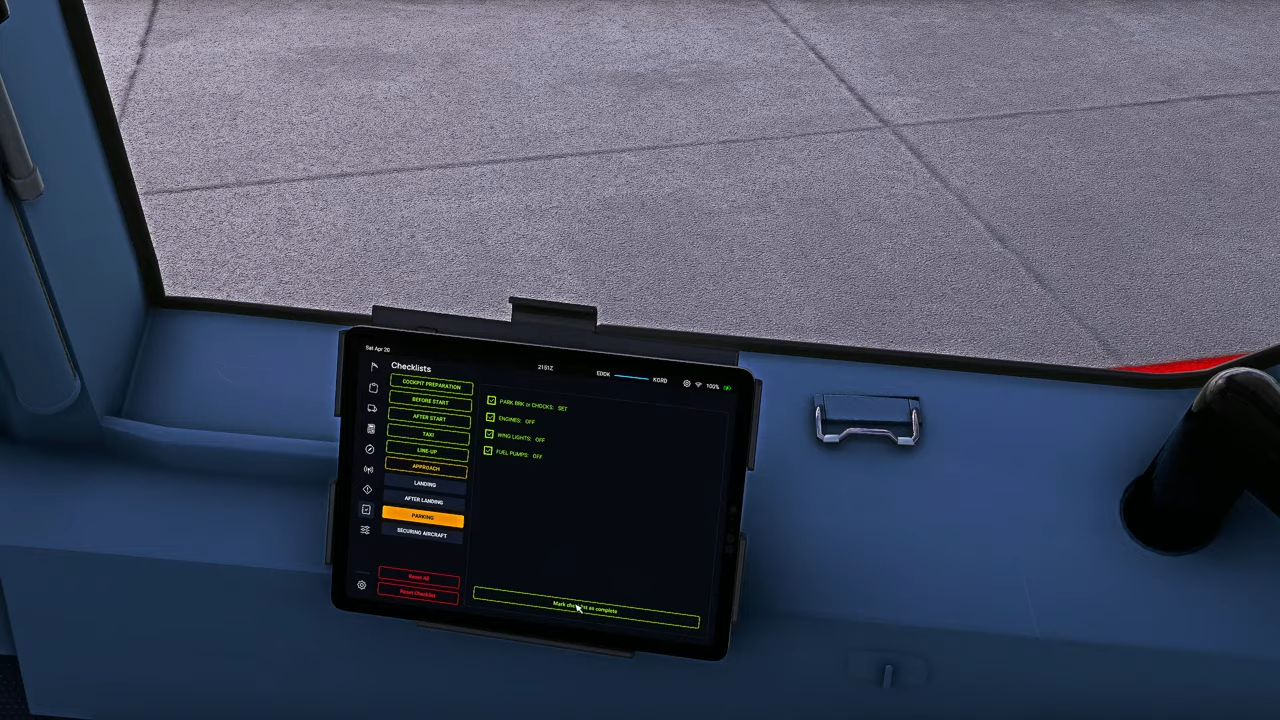 Sat Apr 20
2151Z
EDDK KORD
100%
Checklists
COCKPIT PREPARATION
BEFORE START
AFTER START
TAXI
LINE-UP
APPROACH
LANDING
AFTER LANDING
PARKING
SECURING AIRCRAFT
Reset All
Reset Checklist
PARK BRK or CHOCKS: SET
ENGINES: OFF
WING LIGHTS: OFF
FUEL PUMPS: OFF
Mark checklist as complete